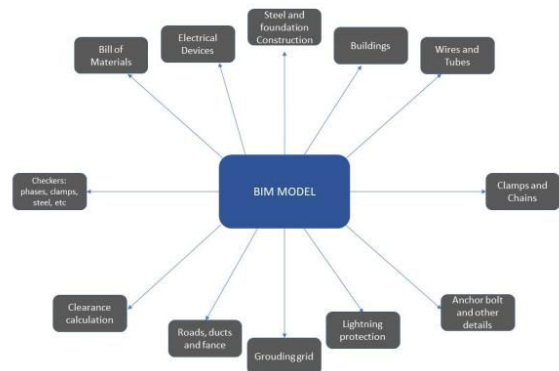 Steel and
foundation
Construction
Bill of
Materials
Electrical
Devices
Buildings
Wires and
Tubes
Checkers:
phases, clamps,
steel, etc
BIM MODEL
Clamps and
Chains
Clearance
calculation
Roads, ducts
and fance
Grouding grid
Lightning
protection
Anchor bolt
and other
details